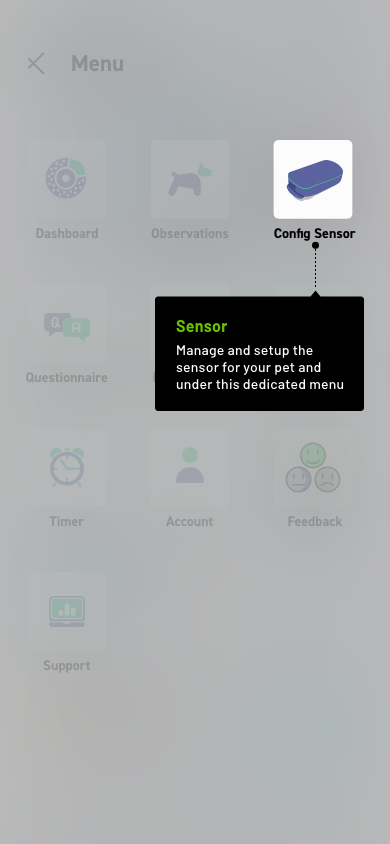 Menu
Dashboard
Observations
Config Sensor
Sensor
Manage and setup the
sensor for your pet and
under this dedicated menu
Q
A
Questionnaire
Timer
Account
Feedback
Support